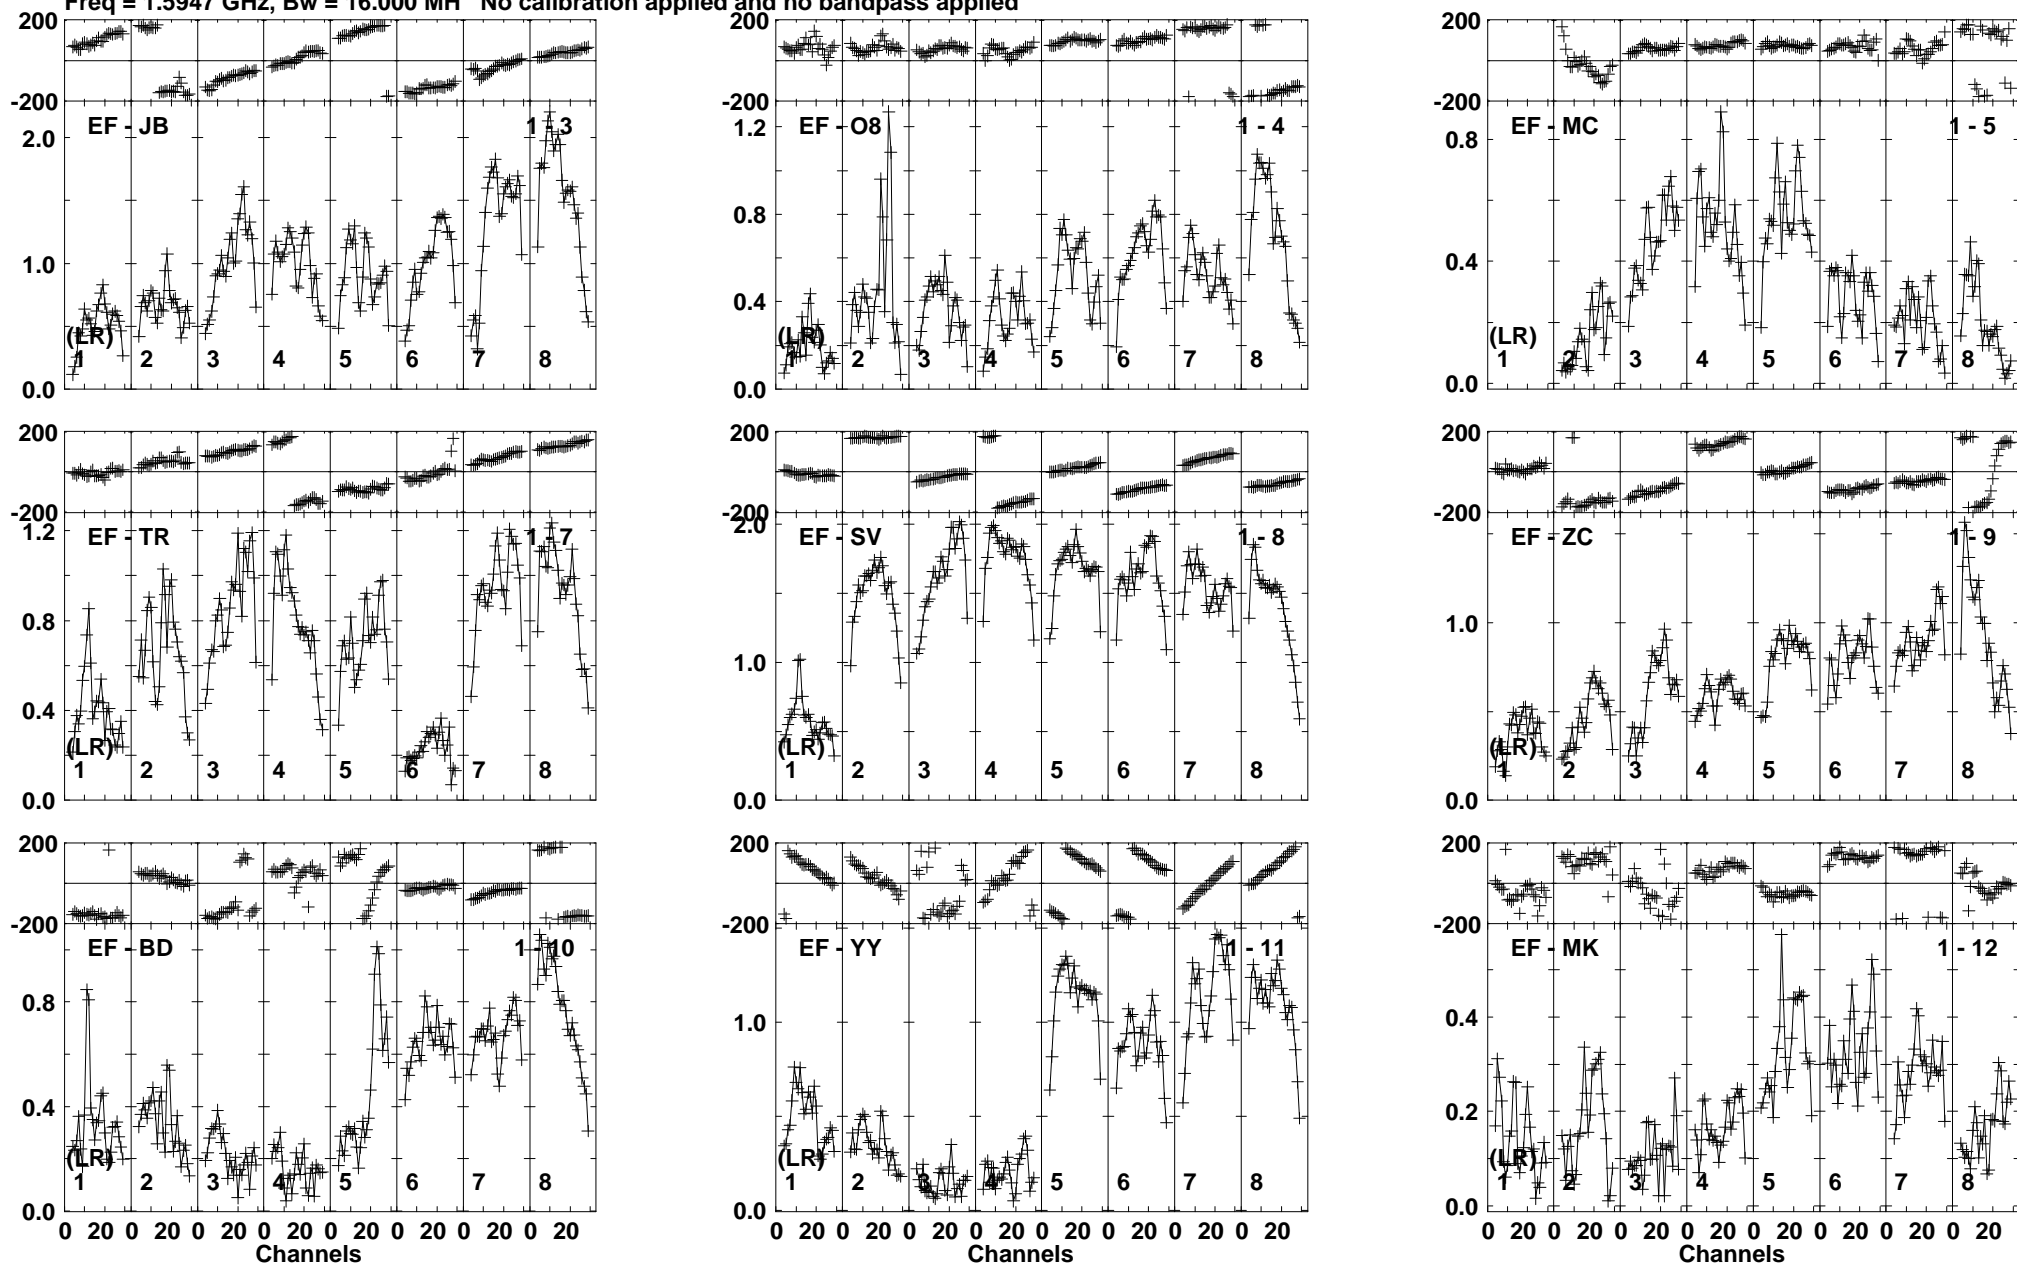 Freq = 1.5947 GHz, Bw = 16.000 MH No calibration applied and no bandpass applied
200
-200
EF - JB
1 - 3
2.0
1.0
0.0
(LR)
1 2 3 4 5 6 7 8
200
-200
EF - O8
1 - 4
1.2
0.8
0.4
0.0
(LR)
1 2 3 4 5 6 7 8
200
-200
EF - MC
1 - 5
0.8
0.4
0.0
(LR)
1 2 3 4 5 6 7 8
200
-200
EF - TR
1 - 7
1.2
0.8
0.4
0.0
(LR)
1 2 3 4 5 6 7 8
200
-200
EF - SV
1 - 8
2.0
1.0
0.0
(LR)
1 2 3 4 5 6 7 8
200
-200
EF - ZC
1 - 9
1.0
0.0
(LR)
1 2 3 4 5 6 7 8
200
-200
EF - BD
1 - 10
0.8
0.4
0.0
(LR)
1 2 3 4 5 6 7 8
0 20 0 20 0 20 0 20 0 20 0 20 0 20 0 20
Channels
200
-200
EF - YY
1 - 11
1.0
0.0
(LR)
1 2 3 4 5 6 7 8
0 20 0 20 0 20 0 20 0 20 0 20 0 20 0 20
Channels
200
-200
EF - MK
1 - 12
0.4
0.2
0.0
(LR)
1 2 3 4 5 6 7 8
0 20 0 20 0 20 0 20 0 20 0 20 0 20 0 20
Channels